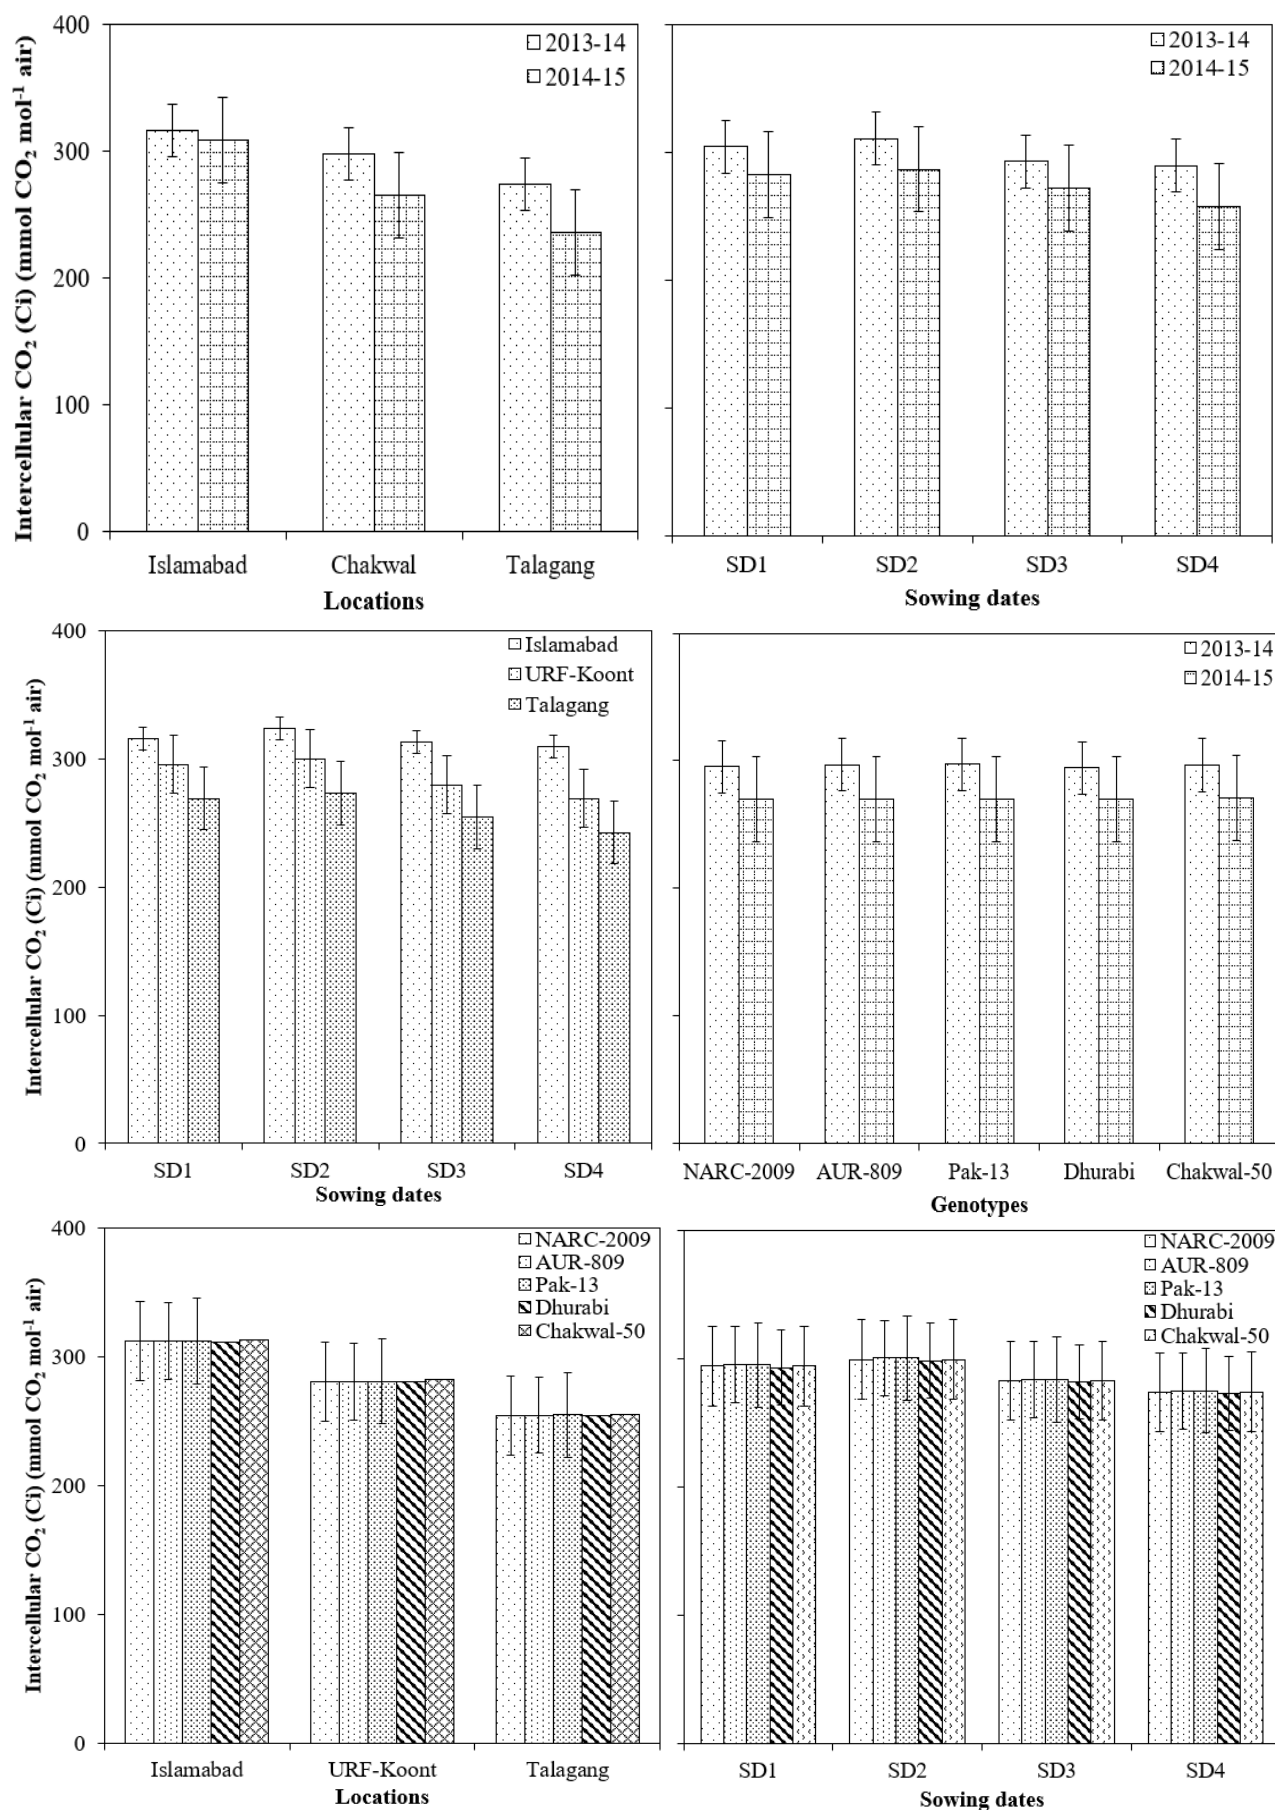 Intercellular CO₂ (Ci) (mmol CO₂ mol⁻¹ air)
400
300
200
100
0
2013-14
2014-15
Islamabad Chakwal Talagang
Locations
2013-14
2014-15
SD1 SD2 SD3 SD4
Sowing dates
Intercellular CO₂ (Ci) (mmol CO₂ mol⁻¹ air)
400
300
200
100
0
Islamabad
URF-Koont
Talagang
SD1 SD2 SD3 SD4
Sowing dates
2013-14
2014-15
NARC-2009 AUR-809 Pak-13 Dhurabi Chakwal-50
Genotypes
Intercellular CO₂ (Ci) (mmol CO₂ mol⁻¹ air)
400
300
200
100
0
NARC-2009
AUR-809
Pak-13
Dhurabi
Chakwal-50
Islamabad URF-Koont Talagang
Locations
NARC-2009
AUR-809
Pak-13
Dhurabi
Chakwal-50
SD1 SD2 SD3 SD4
Sowing dates